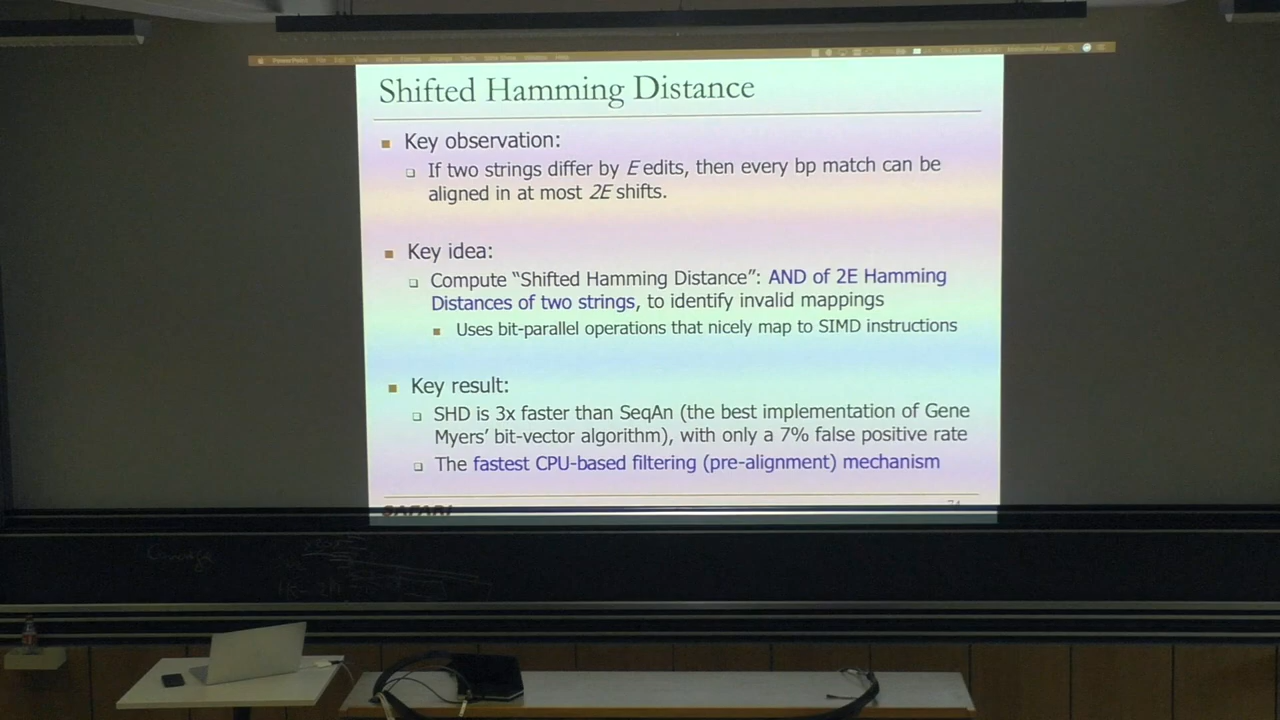 PowerPoint File Edit
Shifted Hamming Distance
Key observation:
If two strings differ by E edits, then every bp match can be
aligned in at most 2E shifts.
Key idea:
Compute “Shifted Hamming Distance”: AND of 2E Hamming
Distances of two strings, to identify invalid mappings
Uses bit-parallel operations that nicely map to SIMD instructions
Key result:
SHD is 3x faster than SeqAn (the best implementation of Gene
Myers’ bit-vector algorithm), with only a 7% false positive rate
The fastest CPU-based filtering (pre-alignment) mechanism
SAFARI